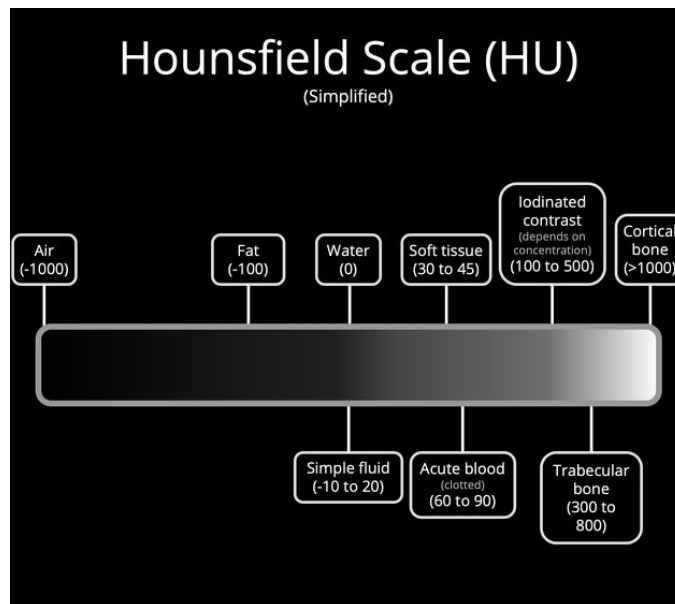 Hounsfield Scale (HU)
(Simplified)
Air
(-1000)
Fat
(-100)
Water
(0)
Soft tissue
(30 to 45)
Iodinated
contrast
(depends on
concentration)
(100 to 500)
Cortical
bone
(>1000)
Simple fluid
(-10 to 20)
Acute blood
(clotted)
(60 to 90)
Trabecular
bone
(300 to
800)